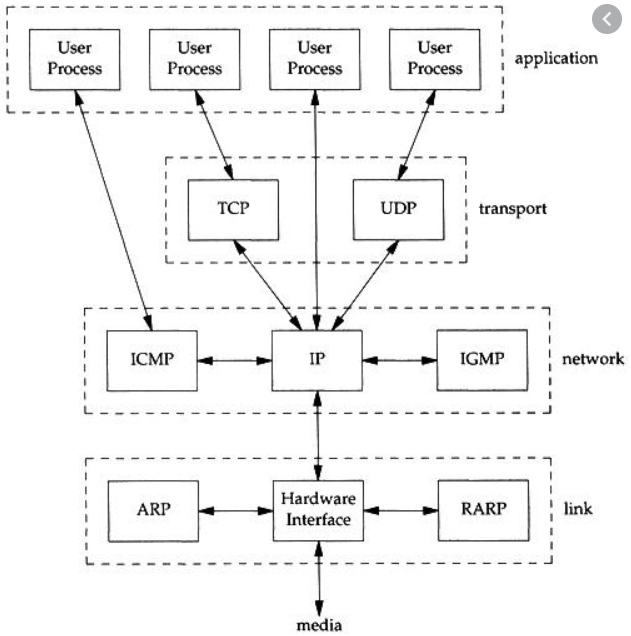 User
Process
User
Process
User
Process
User
Process
application
TCP
UDP
transport
ICMP
IP
IGMP
network
ARP
Hardware
Interface
RARP
link
media